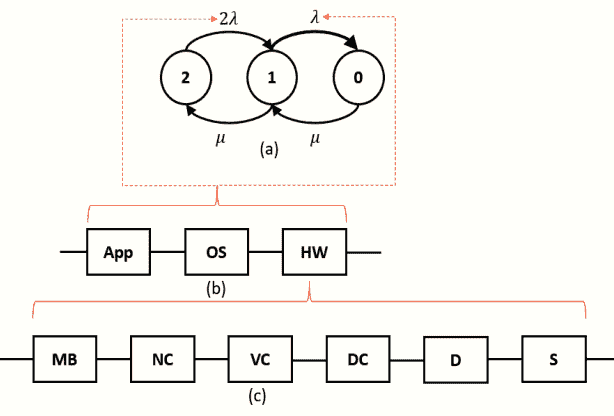 2λ λ
2 1 0
μ μ
(a)
App OS HW
(b)
MB NC VC DC D S
(c)